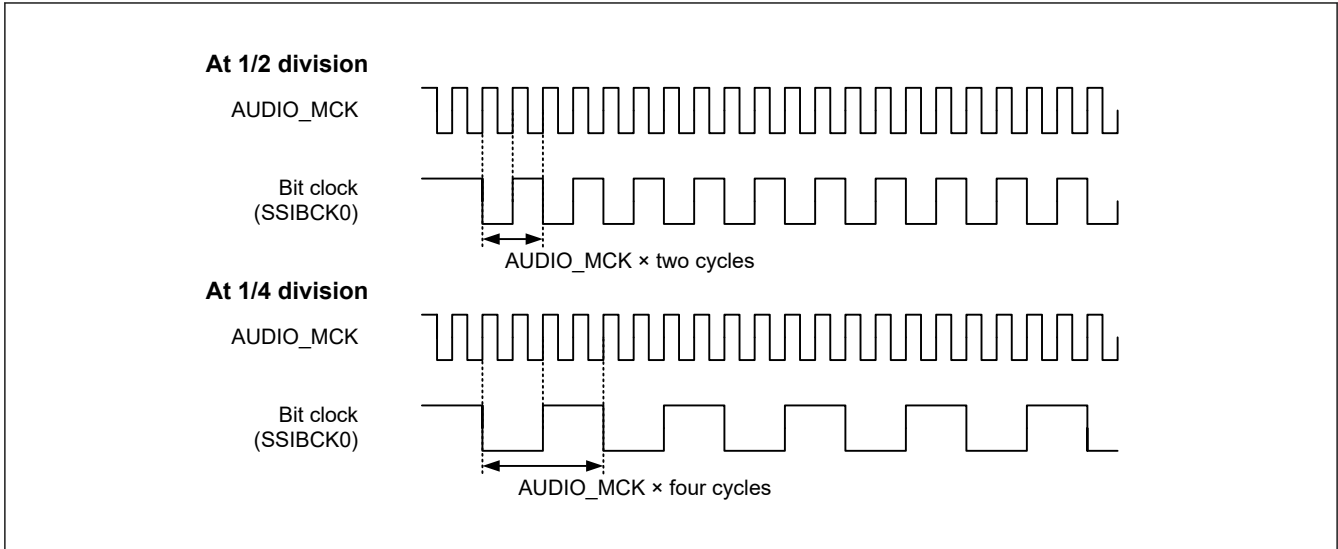 At 1/2 division
AUDIO_MCK
Bit clock
(SSIBCK0)
AUDIO_MCK × two cycles
At 1/4 division
AUDIO_MCK
Bit clock
(SSIBCK0)
AUDIO_MCK × four cycles